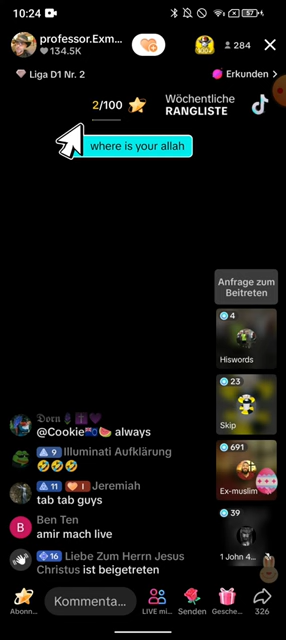 10:24
57
professor.Exm...
134.5K
284
Liga D1 Nr. 2
Erkunden >
2/100
Wöchentliche
RANGLISTE
where is your allah
Anfrage zum
Beitreten
4
Hiswords
23
Skip
691
Ex-muslim
39
1 John 4...
𝔇𝔬𝔯𝔫
@Cookie always
9 Illuminati Aufklärung
11 1 Jeremiah
tab tab guys
B
Ben Ten
amir mach live
16 Liebe Zum Herrn Jesus
Christus ist beigetreten
Abonn...
Kommenta...
LIVE mi...
Senden
Gesche...
326